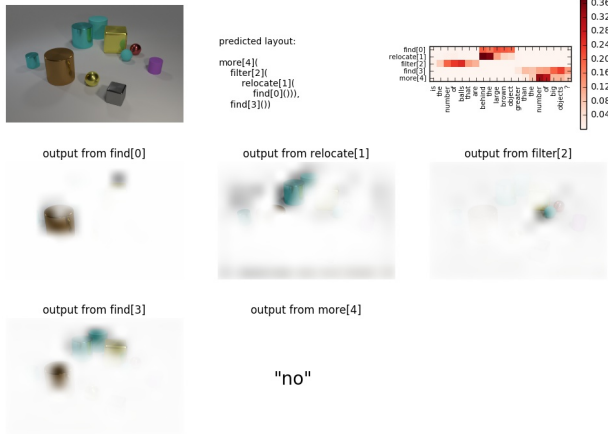 predicted layout:
more[4](
filter[2](
relocate[1](
find[0]())),
find[3]())
find[0]
relocate[1]
filter[2]
find[3]
more[4]
is
the
number
of
balls
that
are
behind
the
large
brown
object
greater
than
the
number
of
big
objects
?
0.36
0.32
0.28
0.24
0.20
0.16
0.12
0.08
0.04
output from find[0]
output from relocate[1]
output from filter[2]
output from find[3]
output from more[4]
"no"